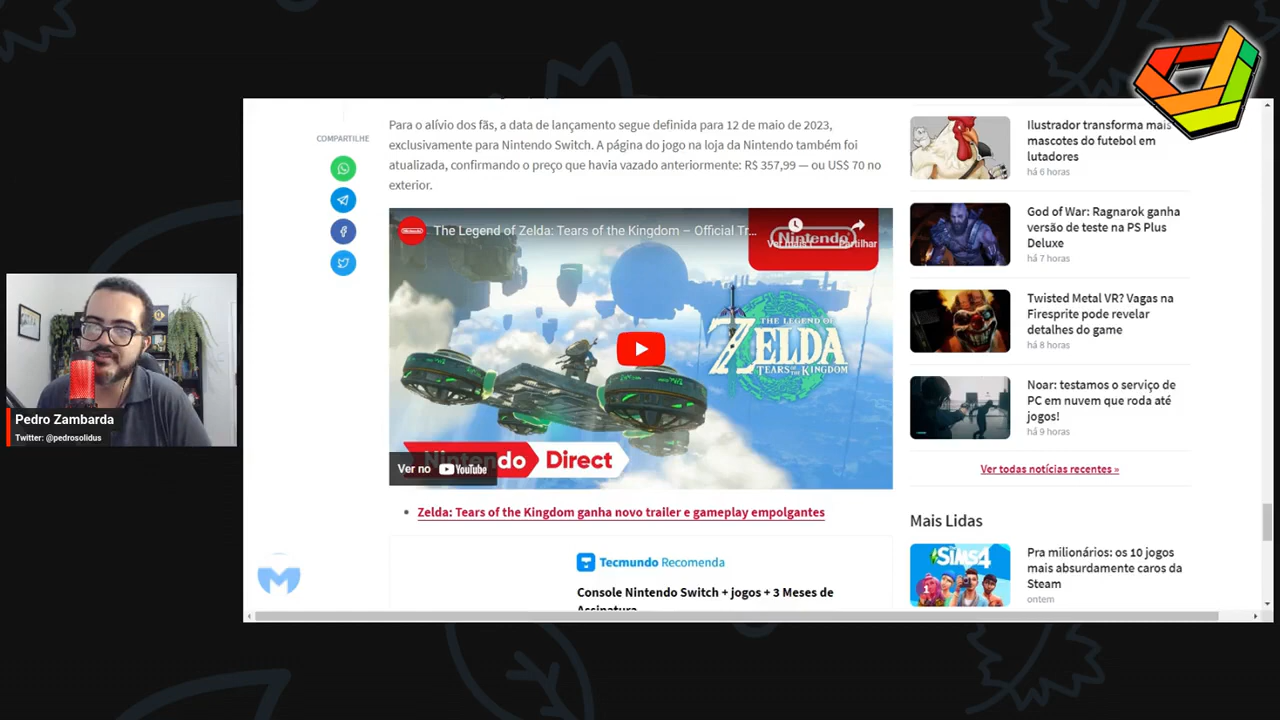 COMPARTILHE
Para o alívio dos fãs, a data de lançamento segue definida para 12 de maio de 2023,
exclusivamente para Nintendo Switch. A página do jogo na loja da Nintendo também foi
atualizada, confirmando o preço que havia vazado anteriormente: R$ 357,99 — ou US$ 70 no
exterior.
The Legend of Zelda: Tears of the Kingdom – Official Tr...
Nintendo
Partilhar
THE LEGEND OF
ZELDA
TEARS OF THE KINGDOM
Direct
Ver no YouTube
Zelda: Tears of the Kingdom ganha novo trailer e gameplay empolgantes
Tecmundo Recomenda
Console Nintendo Switch + jogos + 3 Meses de
Assinatura
Ilustrador transforma mais
mascotes do futebol em
lutadores
há 6 horas
God of War: Ragnarok ganha
versão de teste na PS Plus
Deluxe
há 7 horas
Twisted Metal VR? Vagas na
Firesprite pode revelar
detalhes do game
há 8 horas
Noar: testamos o serviço de
PC em nuvem que roda até
jogos!
há 9 horas
Ver todas notícias recentes »
Mais Lidas
SIMS4
Pra milionários: os 10 jogos
mais absurdamente caros da
Steam
ontem
Pedro Zambarda
Twitter: @pedrosolidus